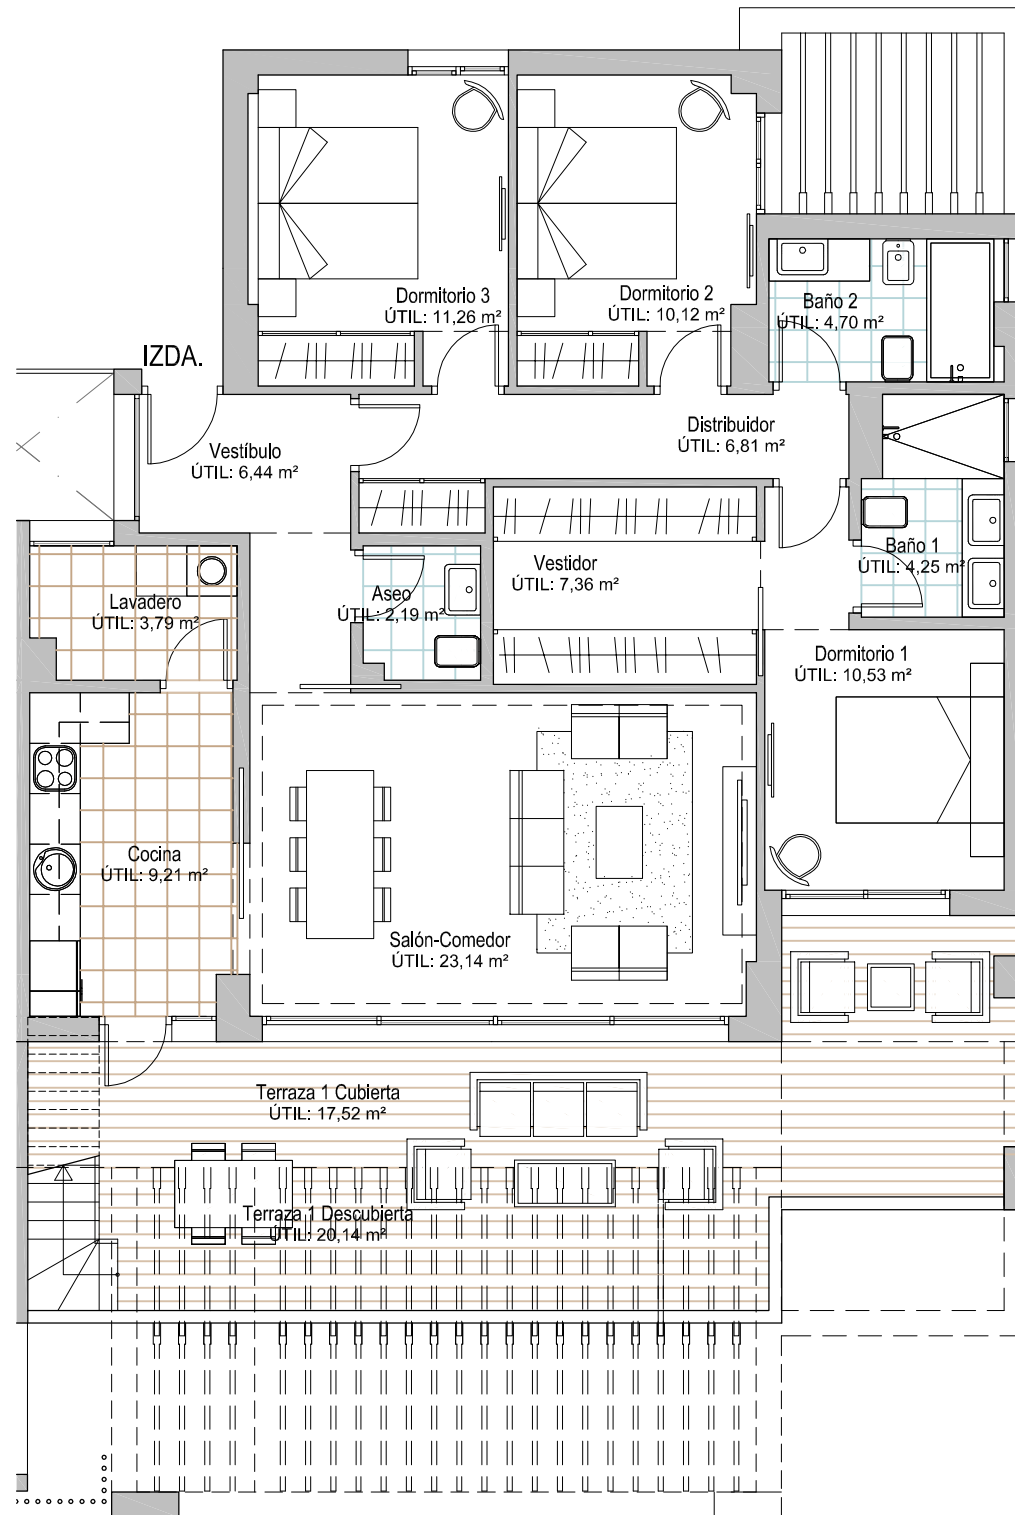 Dormitorio 3
ÚTIL: 11,26 m²
Dormitorio 2
ÚTIL: 10,12 m²
Baño 2
ÚTIL: 4,70 m²
IZDA.
Vestíbulo
ÚTIL: 6,44 m²
Distribuidor
ÚTIL: 6,81 m²
Baño 1
ÚTIL: 4,25 m²
Vestidor
ÚTIL: 7,36 m²
Aseo
ÚTIL: 2,19 m²
Lavadero
ÚTIL: 3,79 m²
Dormitorio 1
ÚTIL: 10,53 m²
Cocina
ÚTIL: 9,21 m²
Salón-Comedor
ÚTIL: 23,14 m²
Terraza 1 Cubierta
ÚTIL: 17,52 m²
Terraza 1 Descubierta
ÚTIL: 20,14 m²